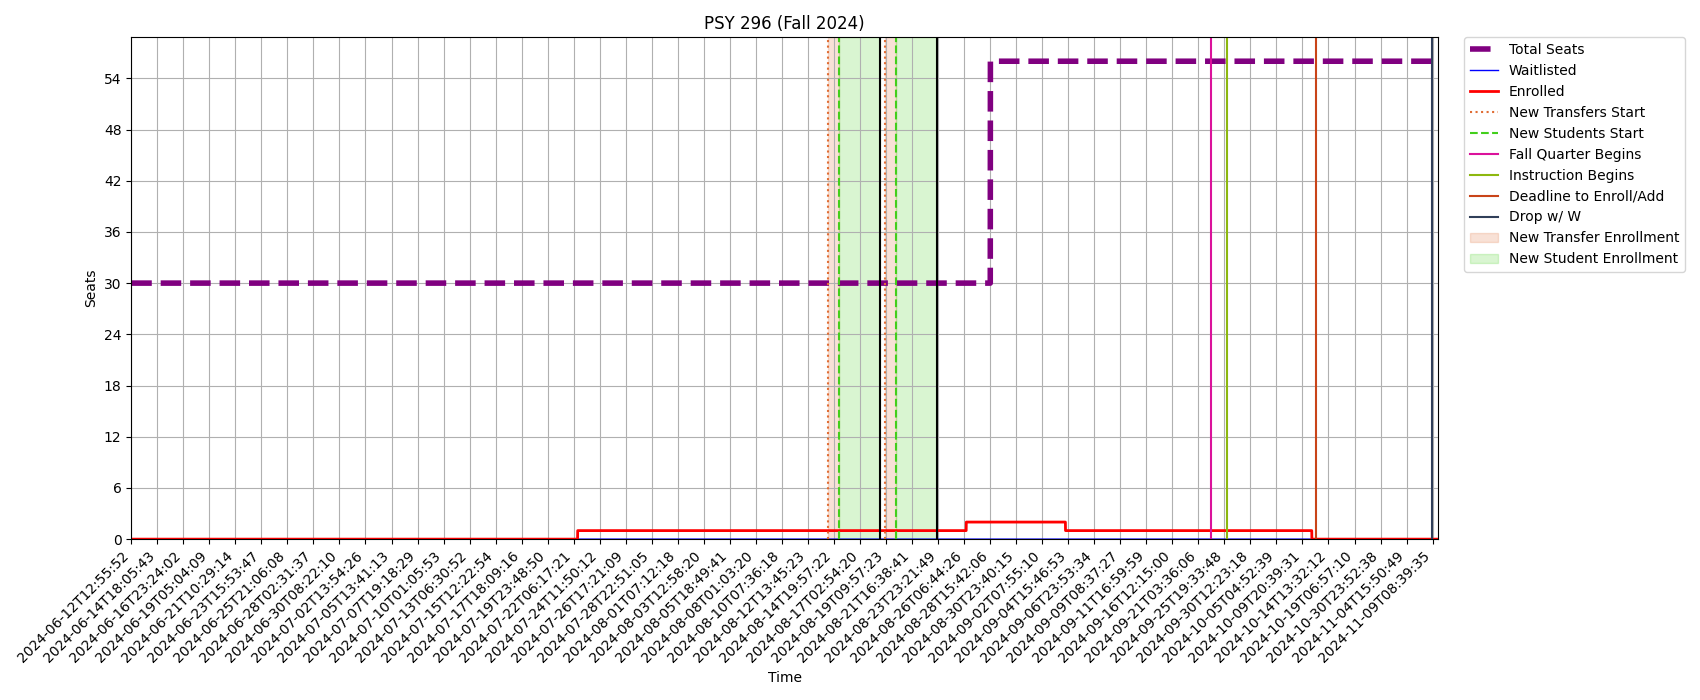 PSY 296 (Fall 2024)
Seats
54
48
42
36
30
24
18
12
6
0
2024-06-12T12:55:52
2024-06-14T18:05:43
2024-06-16T23:24:02
2024-06-19T05:04:09
2024-06-21T10:29:14
2024-06-23T15:53:47
2024-06-25T21:06:08
2024-06-28T02:31:37
2024-06-30T08:22:10
2024-07-02T13:54:26
2024-07-05T13:41:13
2024-07-07T19:18:29
2024-07-10T01:05:53
2024-07-13T06:30:52
2024-07-15T12:22:54
2024-07-17T18:09:16
2024-07-19T23:48:50
2024-07-22T06:17:21
2024-07-24T11:50:12
2024-07-26T17:21:09
2024-07-28T22:51:05
2024-08-01T07:12:18
2024-08-03T12:58:20
2024-08-05T18:49:41
2024-08-08T01:03:20
2024-08-10T07:36:18
2024-08-12T13:45:23
2024-08-14T19:57:22
2024-08-17T02:54:20
2024-08-19T09:57:23
2024-08-21T16:38:41
2024-08-23T23:21:49
2024-08-26T06:44:26
2024-08-28T15:42:06
2024-08-30T23:40:15
2024-09-02T07:55:10
2024-09-04T15:46:53
2024-09-06T23:53:34
2024-09-09T08:37:27
2024-09-11T16:59:59
2024-09-16T12:15:00
2024-09-21T03:36:06
2024-09-25T19:33:48
2024-09-30T12:23:18
2024-10-05T04:52:39
2024-10-09T20:39:31
2024-10-14T13:32:12
2024-10-19T06:57:10
2024-10-30T23:52:38
2024-11-04T15:50:49
2024-11-09T08:39:35
Time
Total Seats
Waitlisted
Enrolled
New Transfers Start
New Students Start
Fall Quarter Begins
Instruction Begins
Deadline to Enroll/Add
Drop w/ W
New Transfer Enrollment
New Student Enrollment